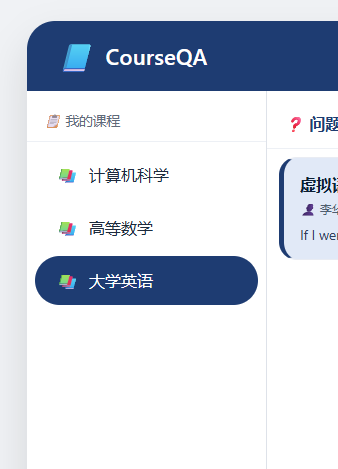 CourseQA
我的课程
计算机科学
高等数学
大学英语
问题
虚拟
李
If I